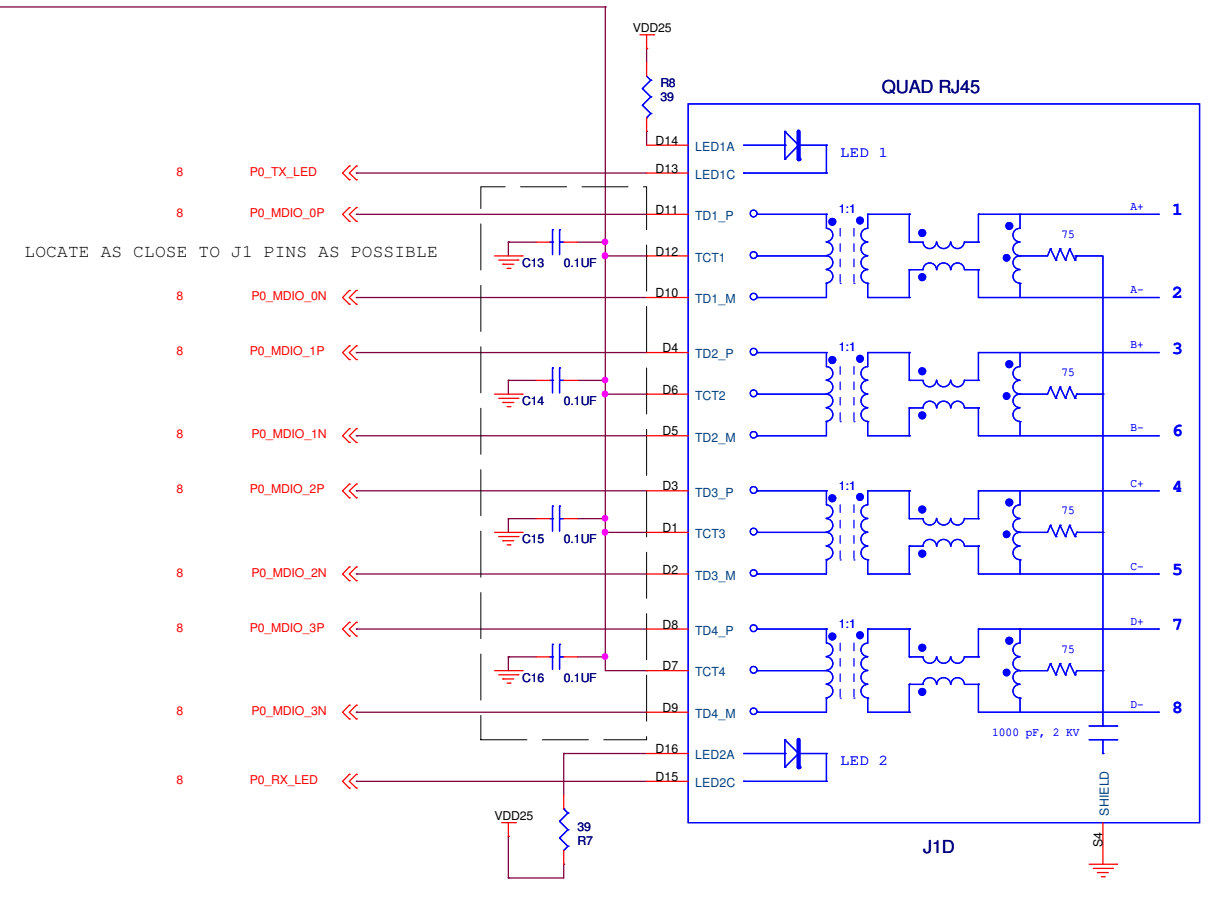 VDD25
R8
39
QUAD RJ45
D14 LED1A
LED 1
8 P0_TX_LED D13 LED1C
8 P0_MDIO_0P D11 TD1_P 1:1 A+ 1
75
LOCATE AS CLOSE TO J1 PINS AS POSSIBLE
C13 0.1UF D12 TCT1
8 P0_MDIO_0N D10 TD1_M A- 2
8 P0_MDIO_1P D4 TD2_P 1:1 B+ 3
75
C14 0.1UF D6 TCT2
8 P0_MDIO_1N D5 TD2_M B- 6
8 P0_MDIO_2P D3 TD3_P 1:1 C+ 4
75
C15 0.1UF D1 TCT3
8 P0_MDIO_2N D2 TD3_M C- 5
8 P0_MDIO_3P D8 TD4_P 1:1 D+ 7
75
C16 0.1UF D7 TCT4
8 P0_MDIO_3N D9 TD4_M D- 8
1000 pF, 2 KV
D16 LED2A
LED 2
8 P0_RX_LED D15 LED2C
SHIELD
VDD25
39
R7
S4
J1D